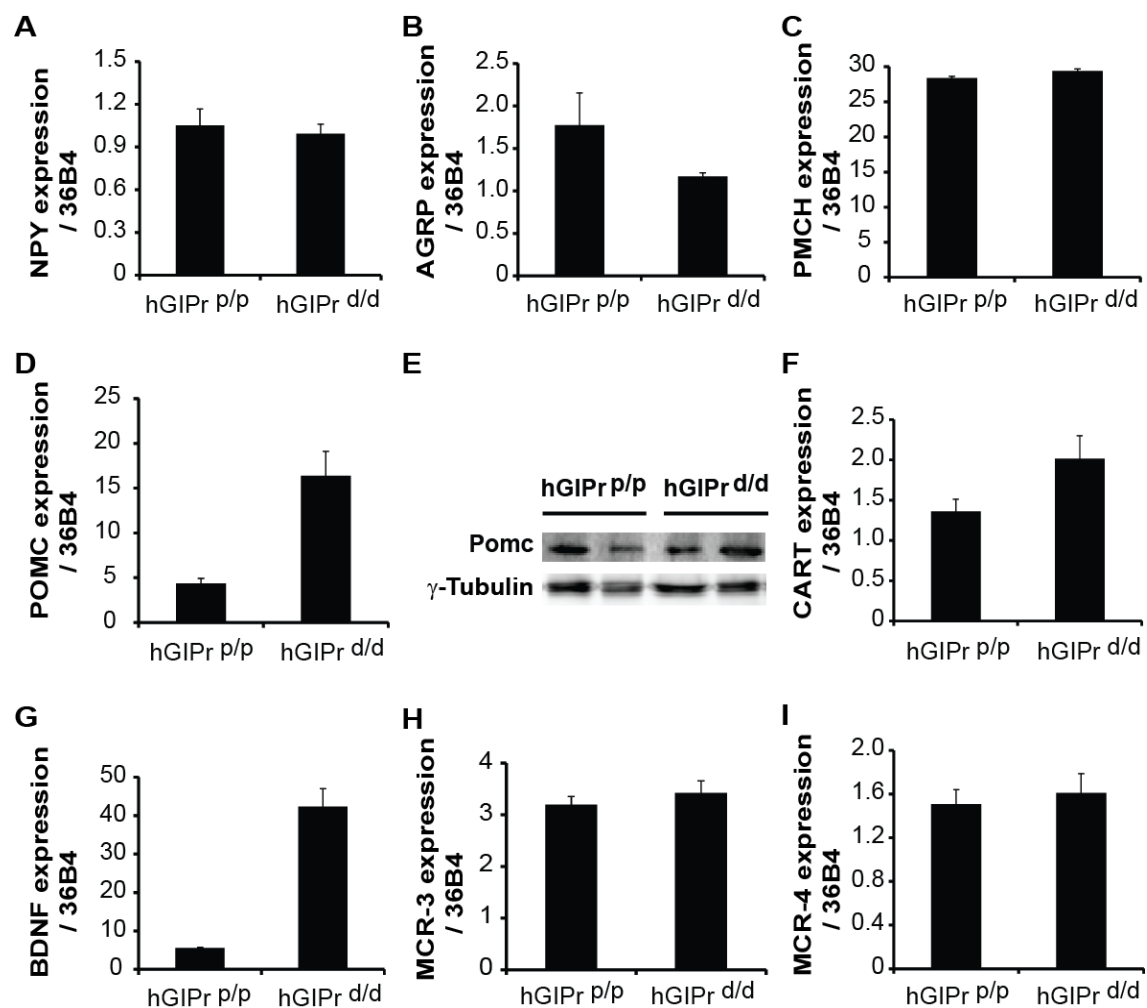 A
NPY expression
/ 36B4
1.5
1.2
0.9
0.6
0.3
0
hGIPr p/p
hGIPr d/d
B
AGRP expression
/ 36B4
2.5
2.0
1.5
1.0
0.5
0
hGIPr p/p
hGIPr d/d
C
PMCH expression
/ 36B4
30
25
20
15
10
5
0
hGIPr p/p
hGIPr d/d
D
POMC expression
/ 36B4
25
20
15
10
5
0
hGIPr p/p
hGIPr d/d
E
hGIPr p/p
hGIPr d/d
Pomc
γ-Tubulin
F
CART expression
/ 36B4
2.5
2.0
1.5
1.0
0.5
0
hGIPr p/p
hGIPr d/d
G
BDNF expression
/ 36B4
50
40
30
20
10
0
hGIPr p/p
hGIPr d/d
H
MCR-3 expression
/ 36B4
4
3
2
1
0
hGIPr p/p
hGIPr d/d
I
MCR-4 expression
/ 36B4
2.0
1.6
1.2
0.8
0.4
0
hGIPr p/p
hGIPr d/d